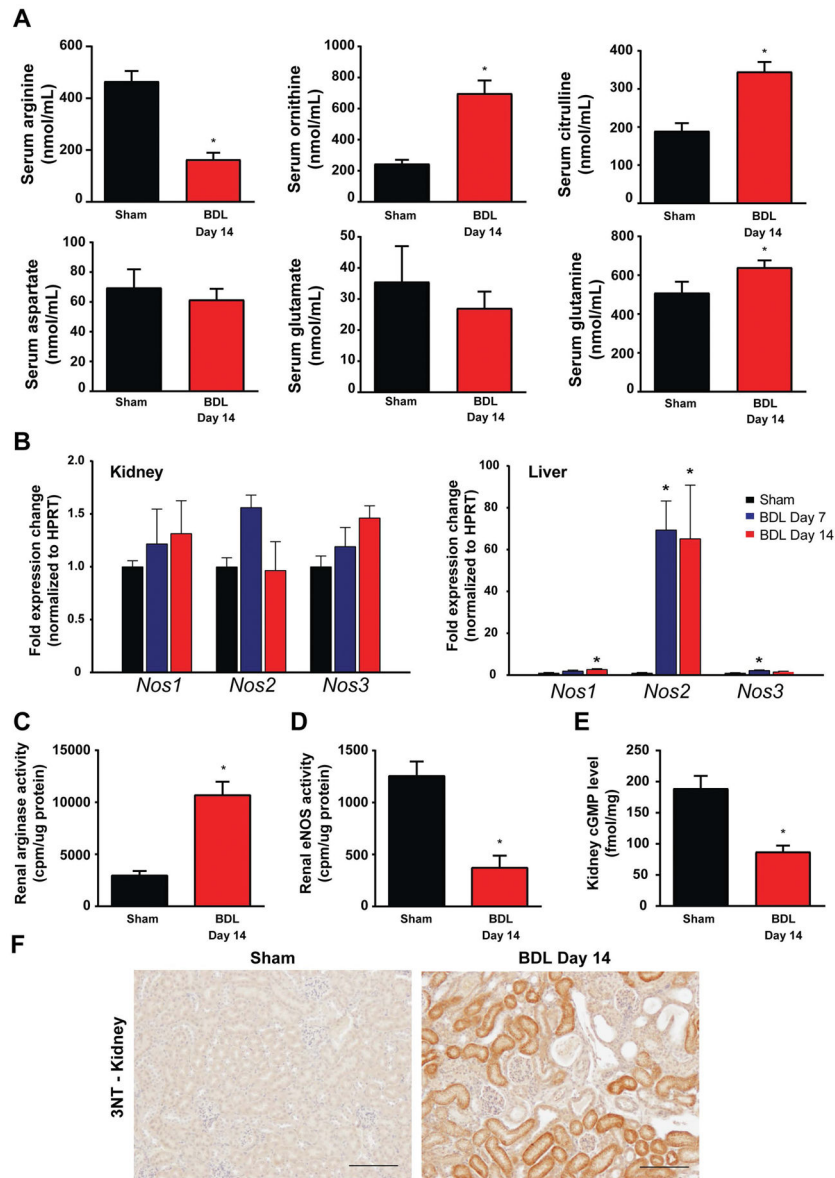 A
Serum arginine
(nmol/mL)
600
400
200
0
Sham
BDL
Day 14
*
Serum ornithine
(nmol/mL)
1000
800
600
400
200
0
Sham
BDL
Day 14
*
Serum citrulline
(nmol/mL)
400
300
200
100
0
Sham
BDL
Day 14
*
Serum aspartate
(nmol/mL)
100
80
60
40
20
0
Sham
BDL
Day 14
Serum glutamate
(nmol/mL)
50
40
30
20
10
0
Sham
BDL
Day 14
Serum glutamine
(nmol/mL)
800
600
400
200
0
Sham
BDL
Day 14
*
B
Kidney
Fold expression change
(normalized to HPRT)
2.0
1.5
1.0
0.5
0
Nos1
Nos2
Nos3
Liver
Fold expression change
(normalized to HPRT)
100
80
60
40
20
0
*
*
*
*
Nos1
Nos2
Nos3
Sham
BDL Day 7
BDL Day 14
C
Renal arginase activity
(cpm/ug protein)
15000
10000
5000
0
Sham
BDL
Day 14
*
D
Renal eNOS activity
(cpm/ug protein)
1500
1000
500
0
Sham
BDL
Day 14
*
E
Kidney cGMP level
(fmol/mg)
250
200
150
100
50
0
Sham
BDL
Day 14
*
F
Sham
BDL Day 14
3NT - Kidney